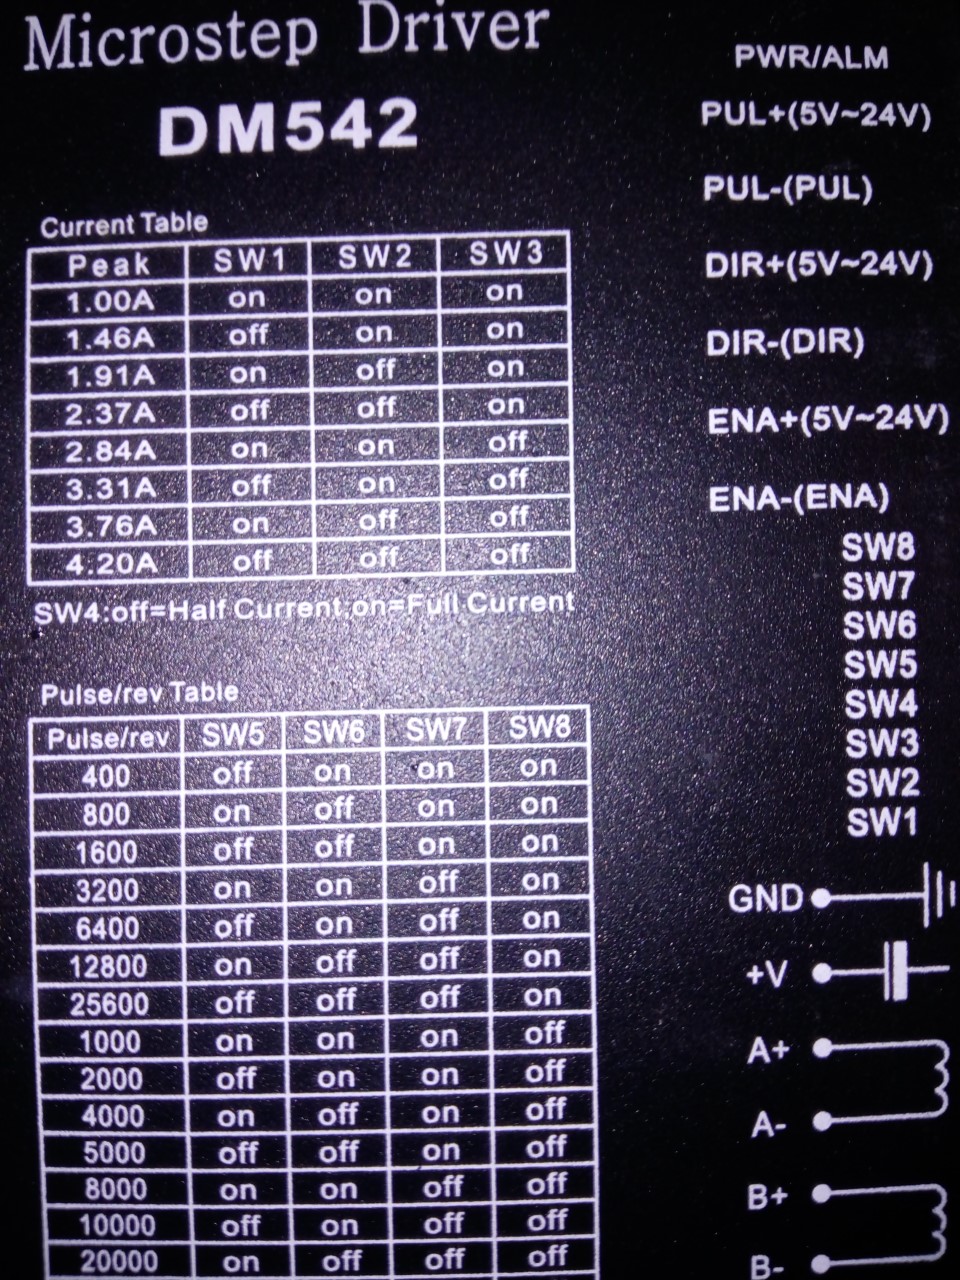 Microstep Driver
DM542
Current Table
Peak SW1 SW2 SW3
1.00A on on on
1.46A off on on
1.91A on off on
2.37A off off on
2.84A on on off
3.31A off on off
3.76A on off off
4.20A off off off
SW4:off=Half Current,on=Full Current
Pulse/rev Table
Pulse/rev SW5 SW6 SW7 SW8
400 off on on on
800 on off on on
1600 off off on on
3200 on on off on
6400 off on off on
12800 on off off on
25600 off off off on
1000 on on on off
2000 off on on off
4000 on off on off
5000 off off on off
8000 on on off off
10000 off on off off
20000 on off off off
PWR/ALM
PUL+(5V~24V)
PUL-(PUL)
DIR+(5V~24V)
DIR-(DIR)
ENA+(5V~24V)
ENA-(ENA)
SW8
SW7
SW6
SW5
SW4
SW3
SW2
SW1
GND
+V
A+
A-
B+
B-